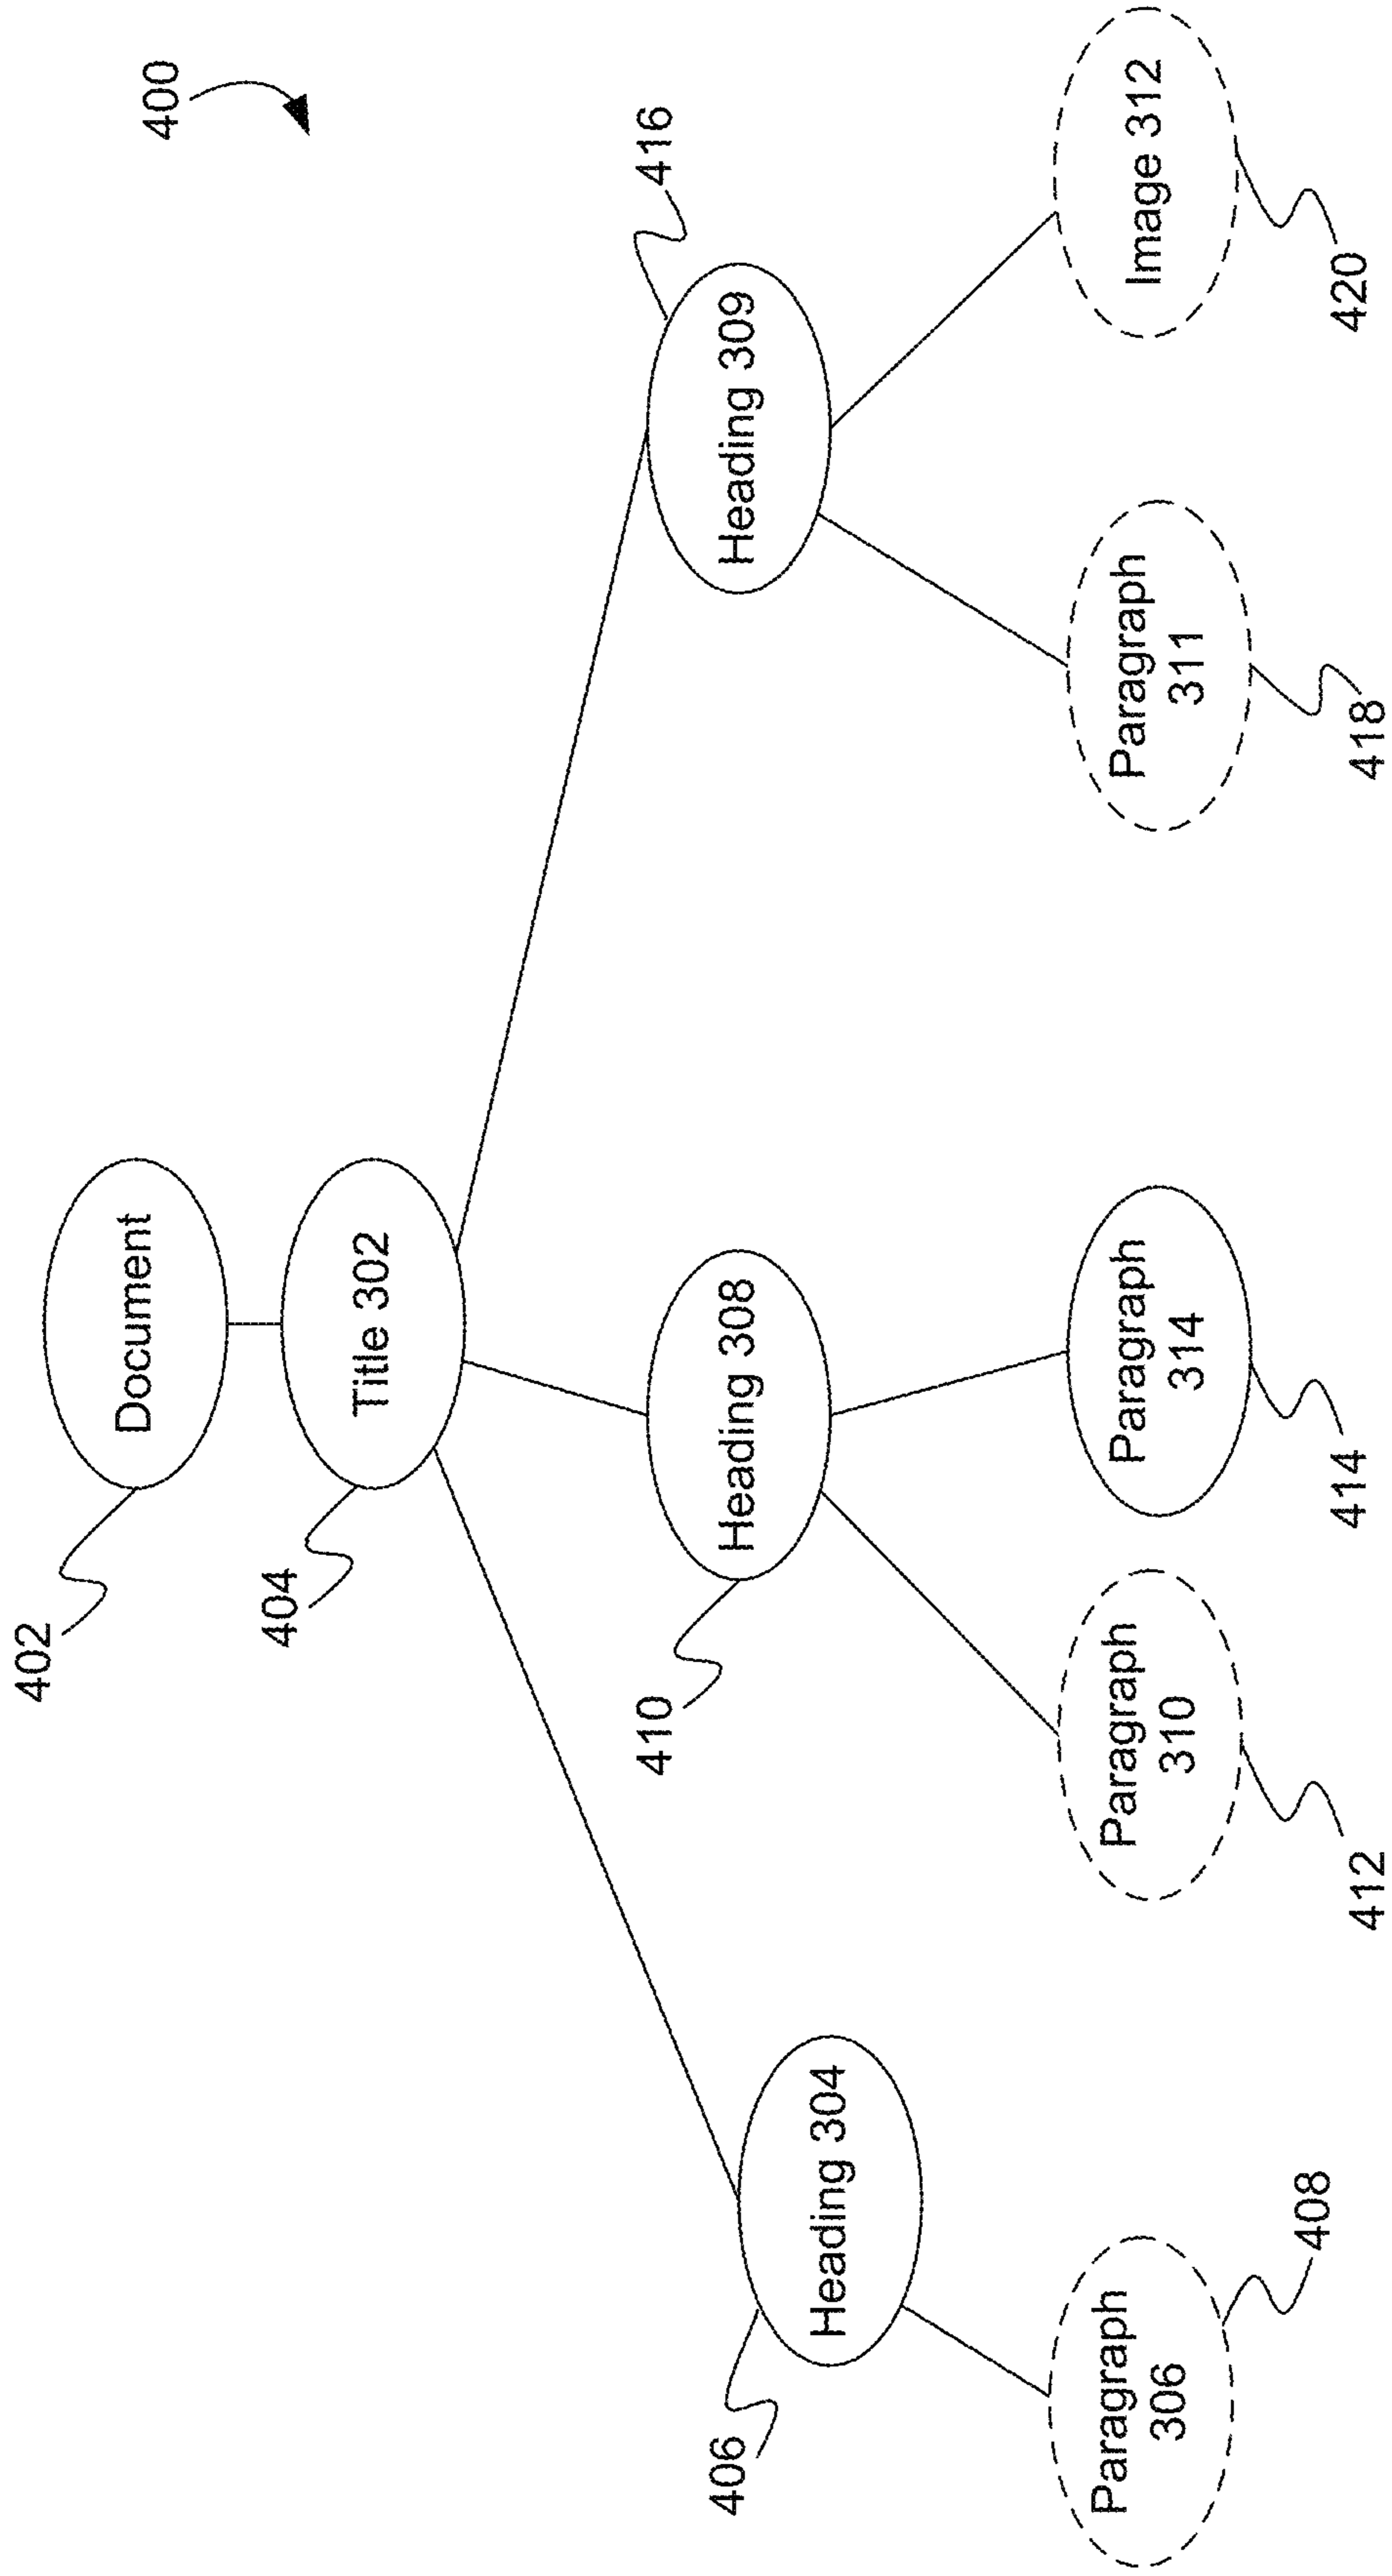 400
402
Document
404
Title 302
406
Heading 304
410
Heading 308
416
Heading 309
Paragraph
306
408
Paragraph
310
412
Paragraph
314
414
Paragraph
311
418
Image 312
420